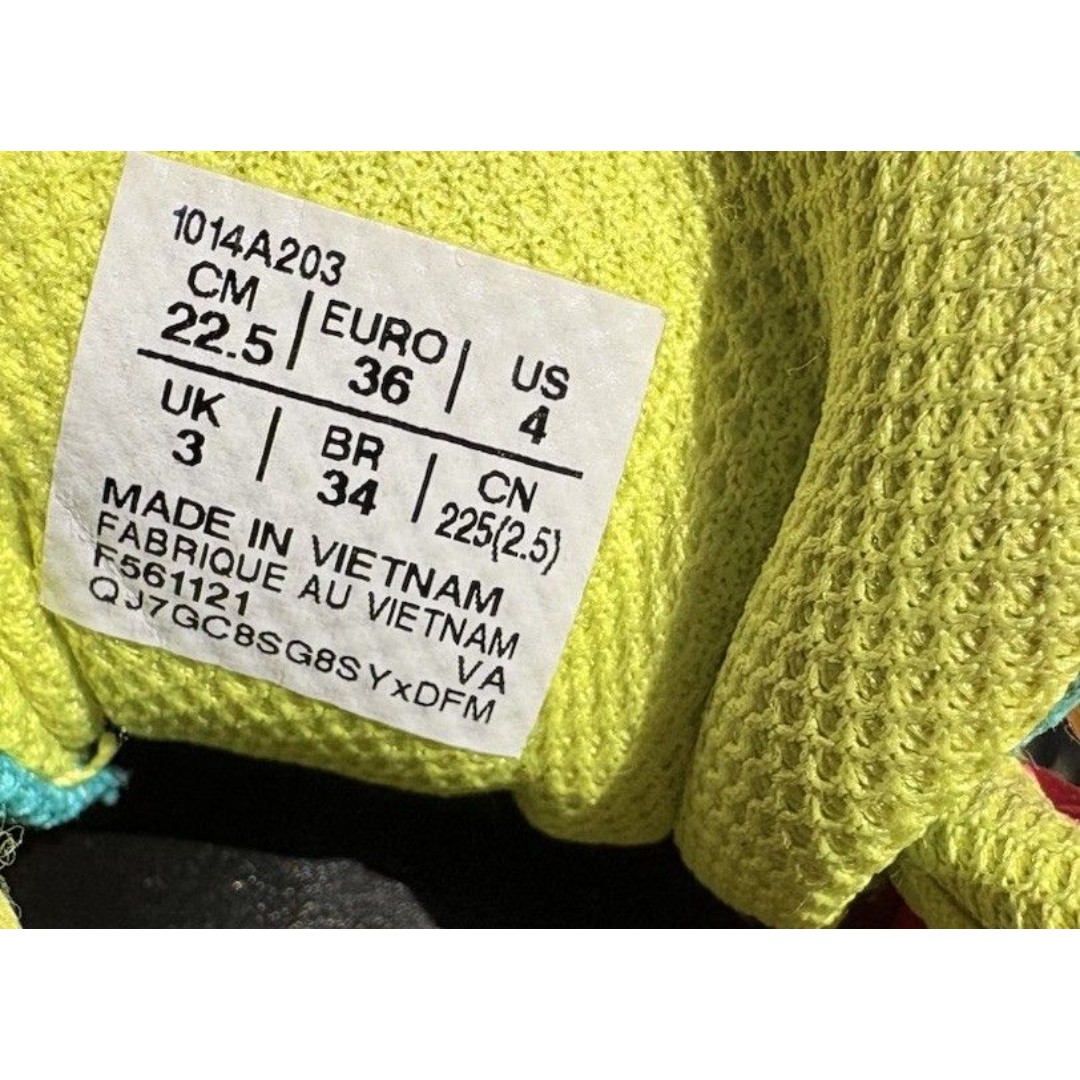 1014A203
CM 22.5 | EURO 36 | US 4
UK 3 | BR 34 | CN 225(2.5)
MADE IN VIETNAM
FABRIQUE AU VIETNAM
F561121 VA
QJ7GC8SG8SYxDFM